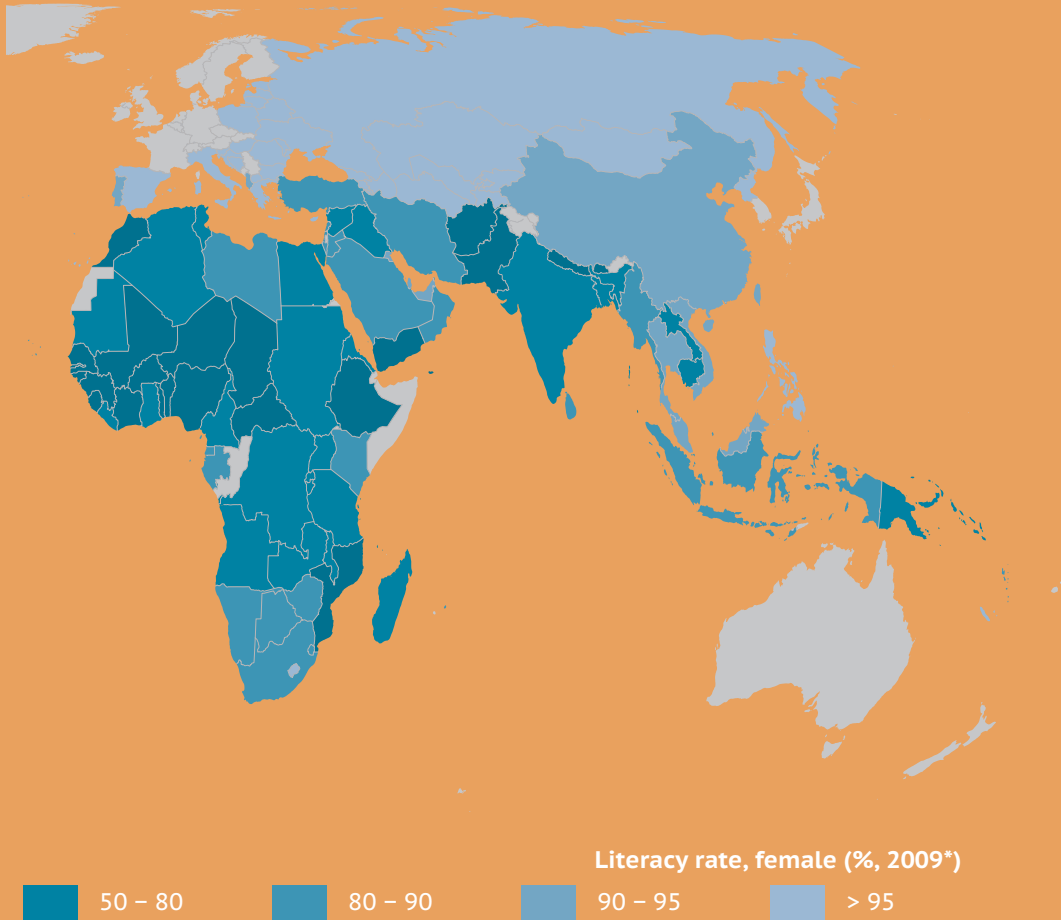 Literacy rate, female (%, 2009*)
50 – 80
80 – 90
90 – 95
> 95